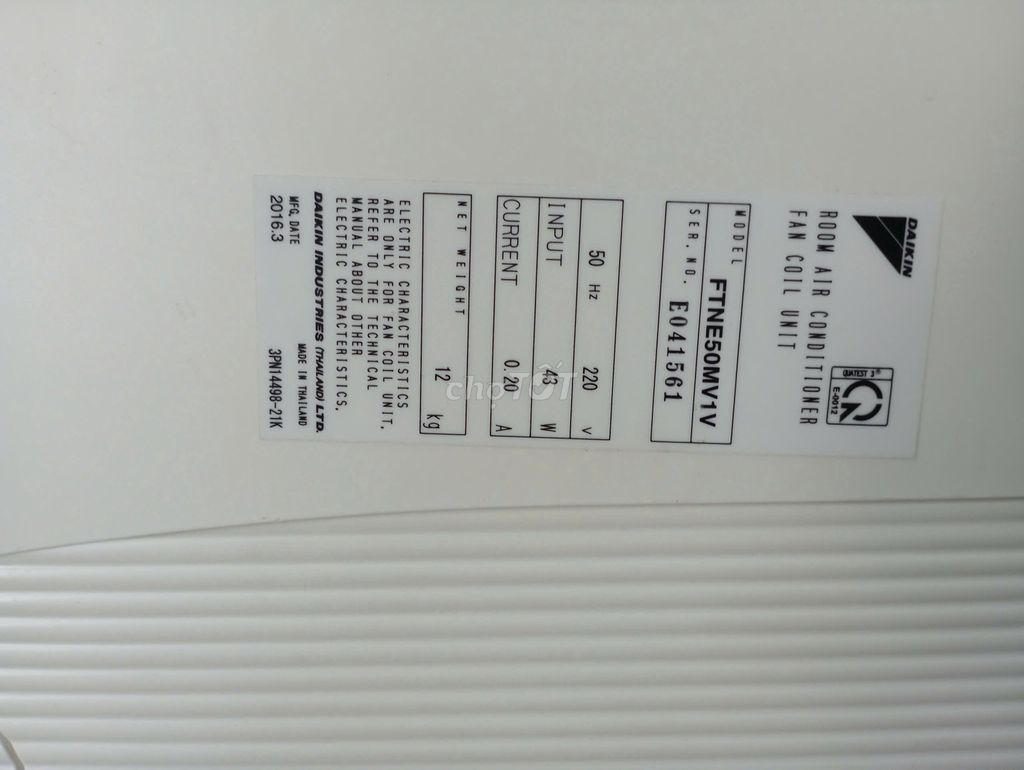 DAIKIN
QUATEST 3®
E-0012
ROOM AIR CONDITIONER
FAN COIL UNIT
MODEL FTNE50MV1V
SER. NO. E041561
50 Hz 220 V
INPUT 43 W
CURRENT 0.20 A
NET WEIGHT 12 kg
ELECTRIC CHARACTERISTICS
ARE ONLY FOR FAN COIL UNIT.
REFER TO THE TECHNICAL
MANUAL ABOUT OTHER
ELECTRIC CHARACTERISTICS.
DAIKIN INDUSTRIES (THAILAND) LTD.
MFG. DATE MADE IN THAILAND
2016.3 3PN14498-21K
chợTỐT